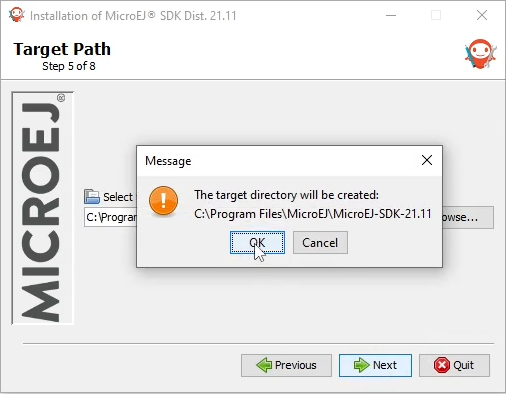 Installation of MicroEJ® SDK Dist. 21.11
Target Path
Step 5 of 8
MICROEJ®
Message
The target directory will be created:
C:\Program Files\MicroEJ\MicroEJ-SDK-21.11
OK
Cancel
Select
C:\Program
owse...
Previous
Next
Quit